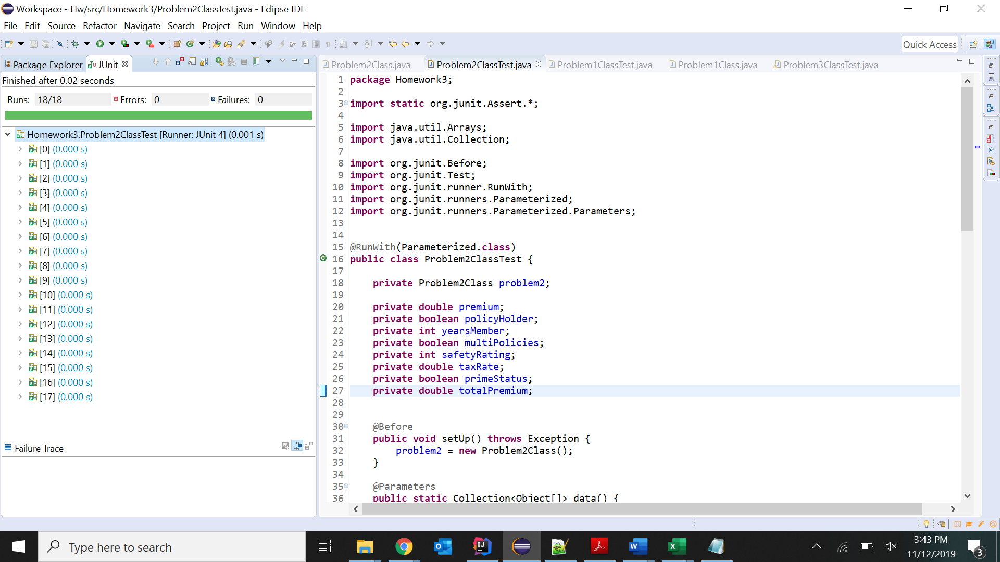 Workspace - Hw/src/Homework3/Problem2ClassTest.java - Eclipse IDE
File Edit Source Refactor Navigate Search Project Run Window Help
Quick Access
Package Explorer JUnit
Finished after 0.02 seconds
Runs: 18/18 Errors: 0 Failures: 0
Homework3.Problem2ClassTest [Runner: JUnit 4] (0.001 s)
[0] (0.000 s)
[1] (0.000 s)
[2] (0.000 s)
[3] (0.000 s)
[4] (0.000 s)
[5] (0.000 s)
[6] (0.000 s)
[7] (0.000 s)
[8] (0.000 s)
[9] (0.000 s)
[10] (0.000 s)
[11] (0.000 s)
[12] (0.000 s)
[13] (0.000 s)
[14] (0.000 s)
[15] (0.000 s)
[16] (0.000 s)
[17] (0.000 s)
Failure Trace
Problem2Class.java Problem2ClassTest.java Problem1ClassTest.java Problem1Class.java Problem3ClassTest.java
1 package Homework3;
2
3 import static org.junit.Assert.*;
4
5 import java.util.Arrays;
6 import java.util.Collection;
7
8 import org.junit.Before;
9 import org.junit.Test;
10 import org.junit.runner.RunWith;
11 import org.junit.runners.Parameterized;
12 import org.junit.runners.Parameterized.Parameters;
13
14
15 @RunWith(Parameterized.class)
16 public class Problem2ClassTest {
17
18 private Problem2Class problem2;
19
20 private double premium;
21 private boolean policyHolder;
22 private int yearsMember;
23 private boolean multiPolicies;
24 private int safetyRating;
25 private double taxRate;
26 private boolean primeStatus;
27 private double totalPremium;
28
29
30 @Before
31 public void setUp() throws Exception {
32 problem2 = new Problem2Class();
33 }
34
35 @Parameters
36 public static Collection<Object[]> data() {
Type here to search
3:43 PM
11/12/2019
3